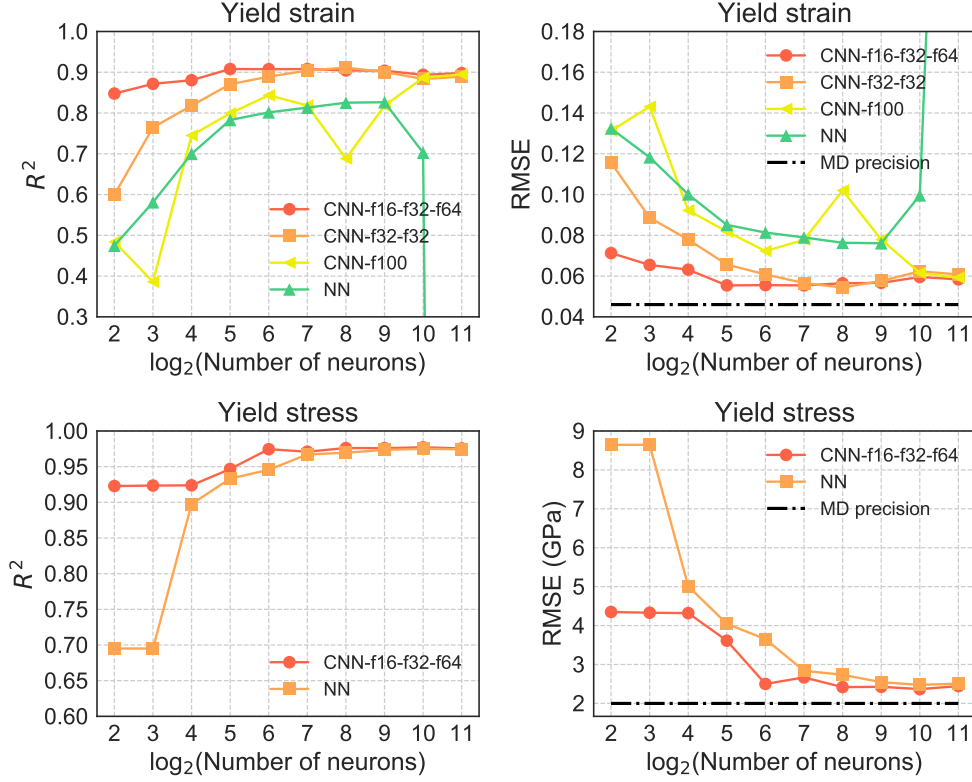 Yield strain
1.0
0.9
0.8
0.7
0.6
0.5
0.4
0.3
R²
CNN-f16-f32-f64
CNN-f32-f32
CNN-f100
NN
2 3 4 5 6 7 8 9 10 11
log₂(Number of neurons)
Yield strain
0.18
0.16
0.14
0.12
0.10
0.08
0.06
0.04
RMSE
CNN-f16-f32-f64
CNN-f32-f32
CNN-f100
NN
MD precision
2 3 4 5 6 7 8 9 10 11
log₂(Number of neurons)
Yield stress
1.00
0.95
0.90
0.85
0.80
0.75
0.70
0.65
0.60
R²
CNN-f16-f32-f64
NN
2 3 4 5 6 7 8 9 10 11
log₂(Number of neurons)
Yield stress
9
8
7
6
5
4
3
2
RMSE (GPa)
CNN-f16-f32-f64
NN
MD precision
2 3 4 5 6 7 8 9 10 11
log₂(Number of neurons)